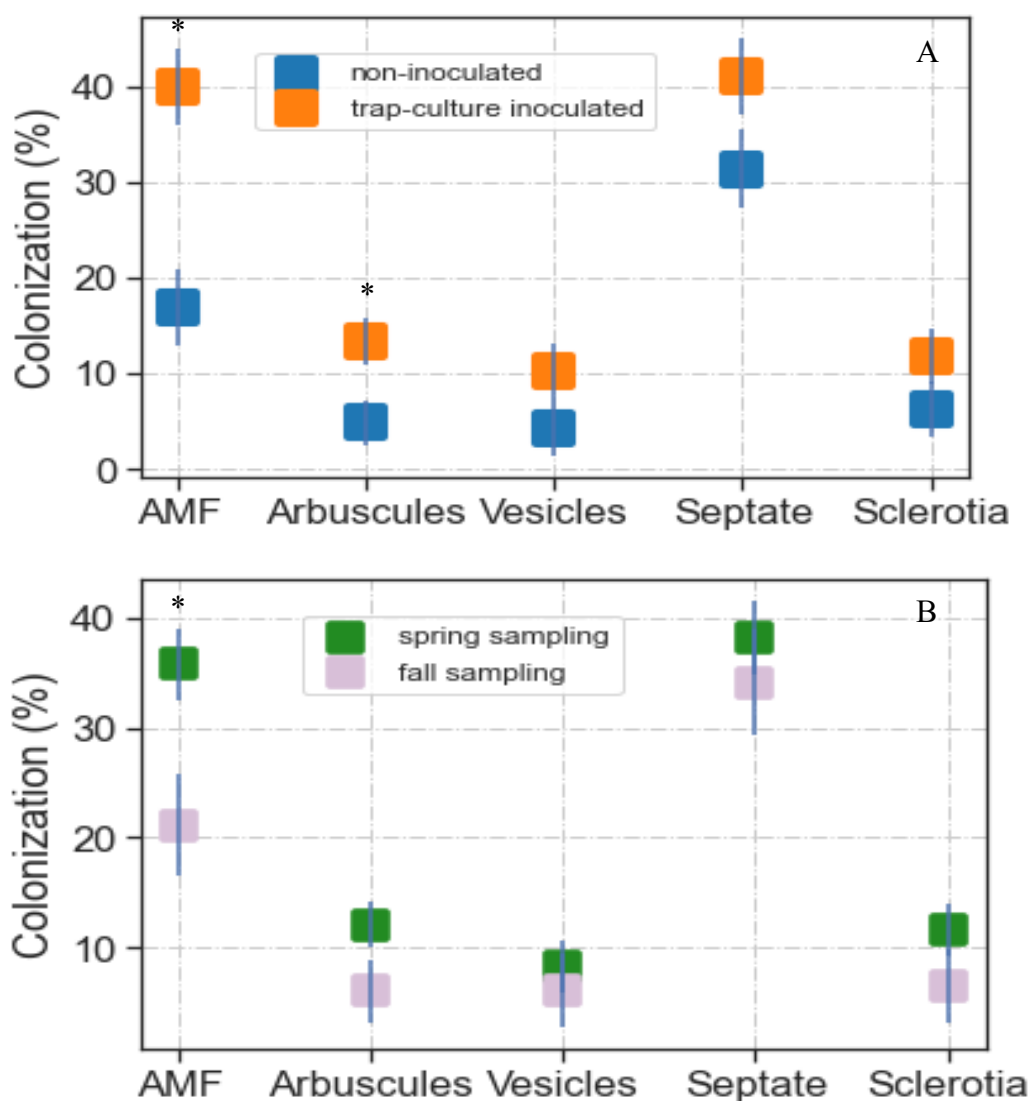 *
A
non-inoculated
trap-culture inoculated
40
30
20
10
0
*
Colonization (%)
AMF Arbuscules Vesicles Septate Sclerotia
*
B
spring sampling
fall sampling
40
30
20
10
Colonization (%)
AMF Arbuscules Vesicles Septate Sclerotia